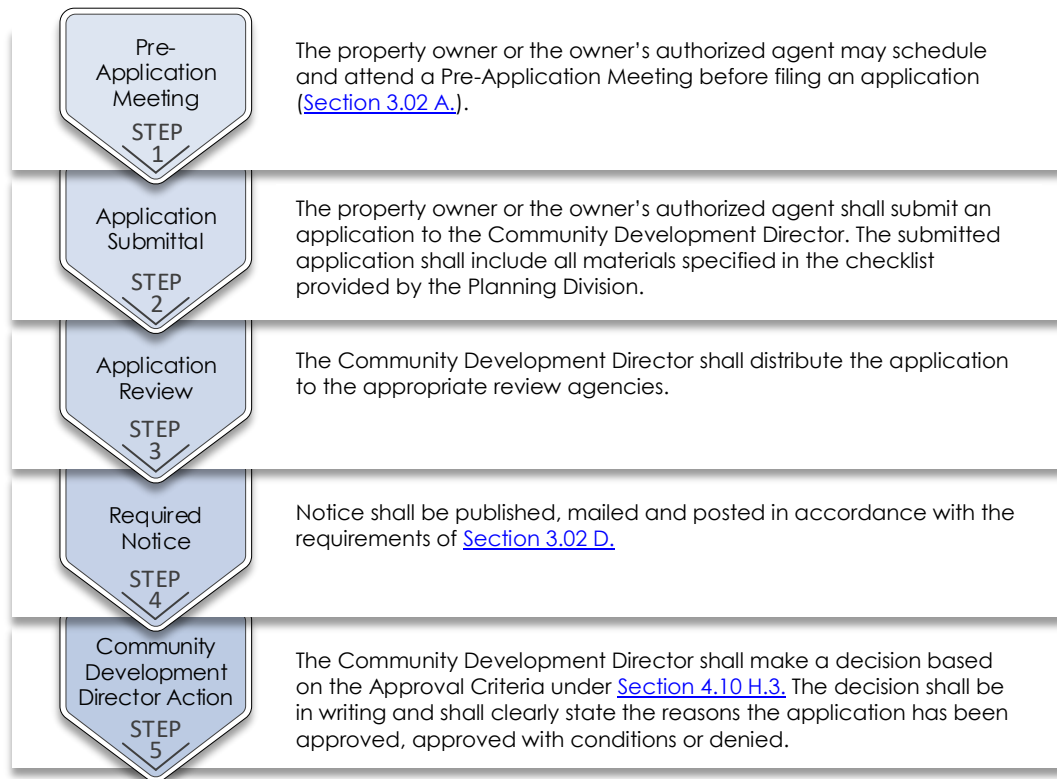 Pre-
Application
Meeting
STEP
1
The property owner or the owner’s authorized agent may schedule
and attend a Pre-Application Meeting before filing an application
(Section 3.02 A.).
Application
Submittal
STEP
2
The property owner or the owner’s authorized agent shall submit an
application to the Community Development Director. The submitted
application shall include all materials specified in the checklist
provided by the Planning Division.
Application
Review
STEP
3
The Community Development Director shall distribute the application
to the appropriate review agencies.
Required
Notice
STEP
4
Notice shall be published, mailed and posted in accordance with the
requirements of Section 3.02 D.
Community
Development
Director Action
STEP
5
The Community Development Director shall make a decision based
on the Approval Criteria under Section 4.10 H.3. The decision shall be
in writing and shall clearly state the reasons the application has been
approved, approved with conditions or denied.